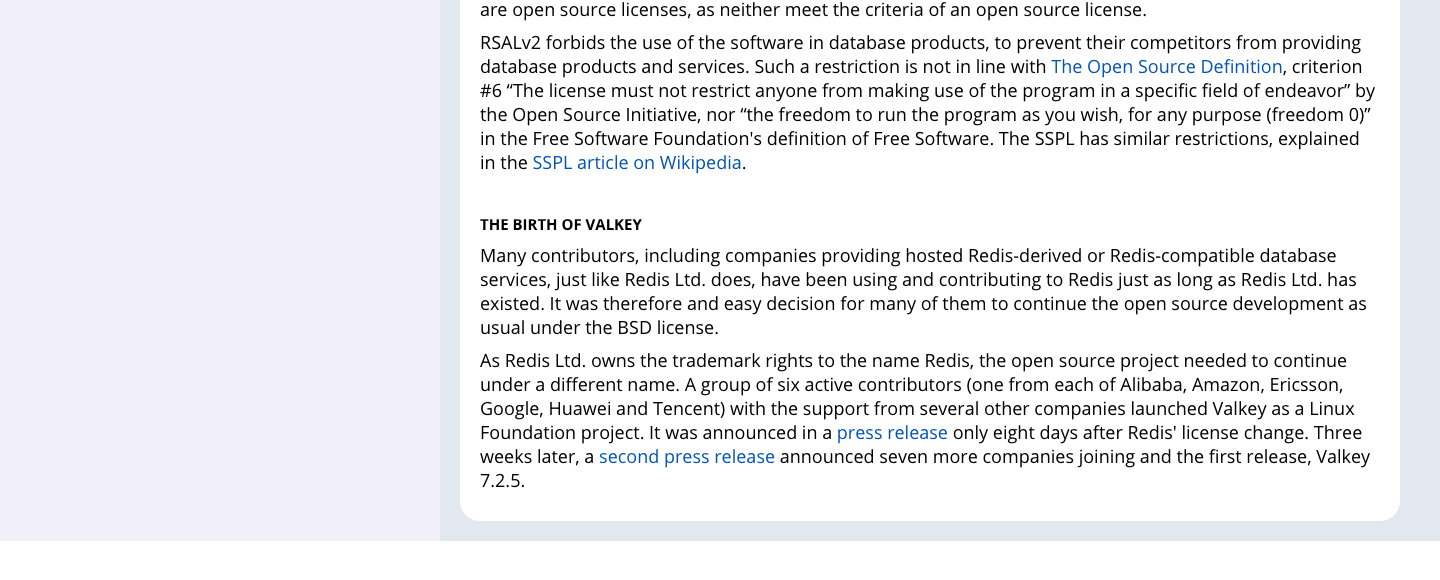 are open source licenses, as neither meet the criteria of an open source license.
RSALv2 forbids the use of the software in database products, to prevent their competitors from providing
database products and services. Such a restriction is not in line with The Open Source Definition, criterion
#6 “The license must not restrict anyone from making use of the program in a specific field of endeavor” by
the Open Source Initiative, nor “the freedom to run the program as you wish, for any purpose (freedom 0)”
in the Free Software Foundation's definition of Free Software. The SSPL has similar restrictions, explained
in the SSPL article on Wikipedia.
THE BIRTH OF VALKEY
Many contributors, including companies providing hosted Redis-derived or Redis-compatible database
services, just like Redis Ltd. does, have been using and contributing to Redis just as long as Redis Ltd. has
existed. It was therefore and easy decision for many of them to continue the open source development as
usual under the BSD license.
As Redis Ltd. owns the trademark rights to the name Redis, the open source project needed to continue
under a different name. A group of six active contributors (one from each of Alibaba, Amazon, Ericsson,
Google, Huawei and Tencent) with the support from several other companies launched Valkey as a Linux
Foundation project. It was announced in a press release only eight days after Redis' license change. Three
weeks later, a second press release announced seven more companies joining and the first release, Valkey
7.2.5.